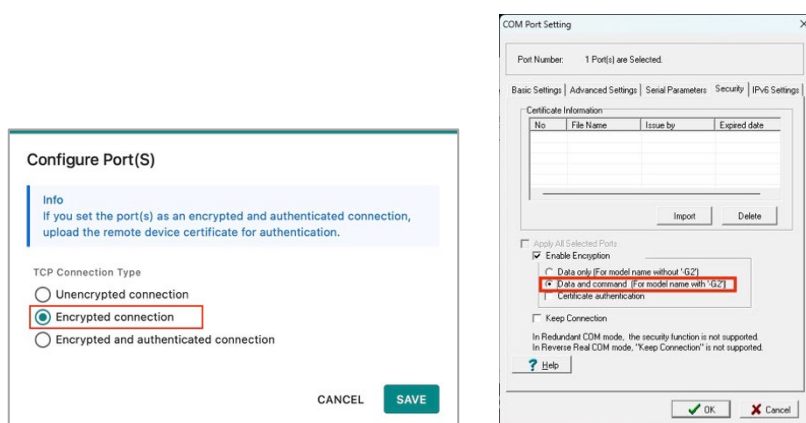 Configure Port(S)
Info
If you set the port(s) as an encrypted and authenticated connection,
upload the remote device certificate for authentication.
TCP Connection Type
Unencrypted connection
Encrypted connection
Encrypted and authenticated connection
CANCEL
SAVE
COM Port Setting
Port Number: 1 Port(s) are Selected.
Basic Settings Advanced Settings Serial Parameters Security IPv6 Settings
Certificate Information
No File Name Issue by Expired date
Import Delete
Apply All Selected Ports
Enable Encryption
Data only (For model name without '-G2')
Data and command (For model name with '-G2')
Certificate authentication
Keep Connection
In Redundant COM mode, the security function is not supported.
In Reverse Real COM mode, "Keep Connection" is not supported.
? Help
OK Cancel